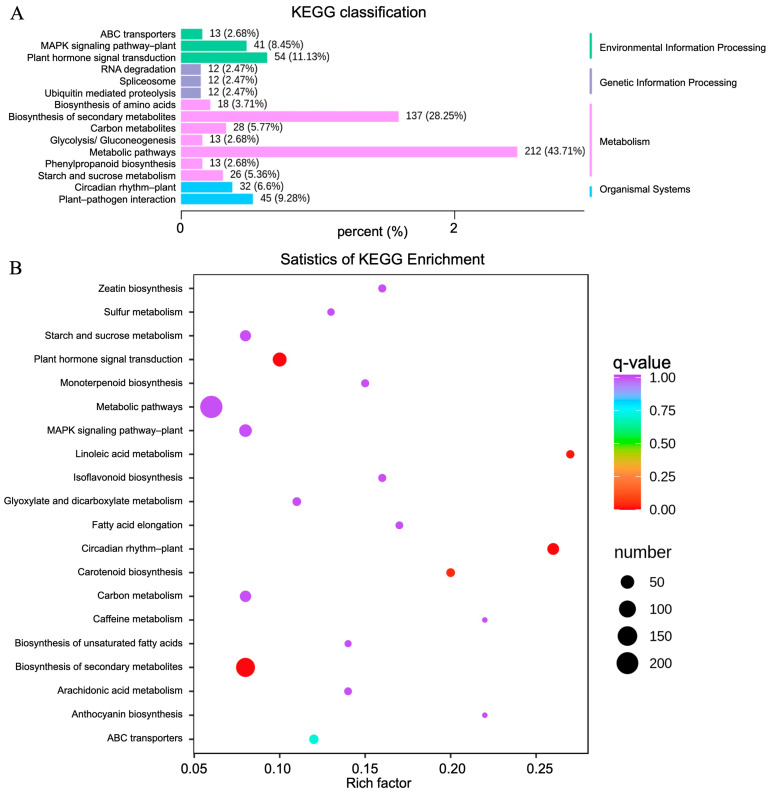 A
KEGG classification
ABC transporters 13 (2.68%)
MAPK signaling pathway–plant 41 (8.45%)
Plant hormone signal transduction 54 (11.13%)
Environmental Information Processing
RNA degradation 12 (2.47%)
Spliceosome 12 (2.47%)
Ubiquitin mediated proteolysis 12 (2.47%)
Genetic Information Processing
Biosynthesis of amino acids 18 (3.71%)
Biosynthesis of secondary metabolites 137 (28.25%)
Carbon metabolites 28 (5.77%)
Glycolysis/ Gluconeogenesis 13 (2.68%)
Metabolic pathways 212 (43.71%)
Phenylpropanoid biosynthesis 13 (2.68%)
Starch and sucrose metabolism 26 (5.36%)
Metabolism
Circadian rhythm–plant 32 (6.6%)
Plant–pathogen interaction 45 (9.28%)
Organismal Systems
0 2
percent (%)
B
Satistics of KEGG Enrichment
Zeatin biosynthesis
Sulfur metabolism
Starch and sucrose metabolism
Plant hormone signal transduction
Monoterpenoid biosynthesis
Metabolic pathways
MAPK signaling pathway–plant
Linoleic acid metabolism
Isoflavonoid biosynthesis
Glyoxylate and dicarboxylate metabolism
Fatty acid elongation
Circadian rhythm–plant
Carotenoid biosynthesis
Carbon metabolism
Caffeine metabolism
Biosynthesis of unsaturated fatty acids
Biosynthesis of secondary metabolites
Arachidonic acid metabolism
Anthocyanin biosynthesis
ABC transporters
0.05 0.10 0.15 0.20 0.25
Rich factor
q-value
1.00
0.75
0.50
0.25
0.00
number
50
100
150
200